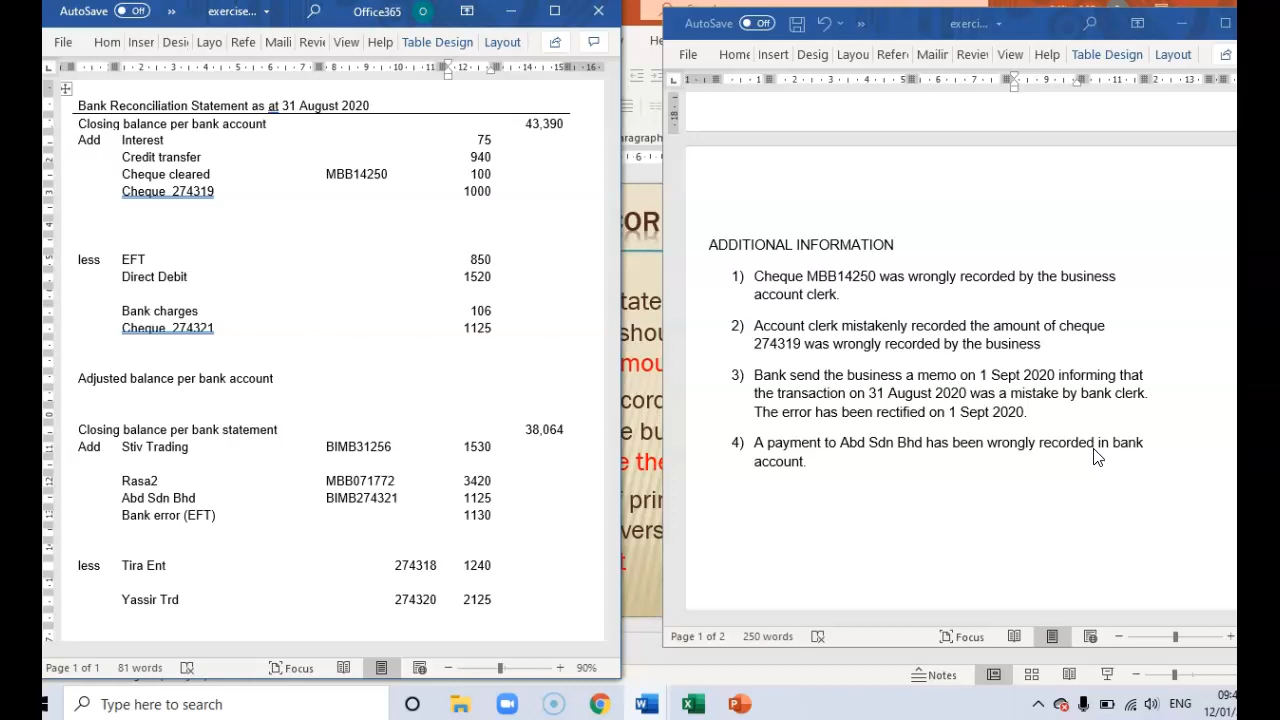 AutoSave Off » exercise... Office365
File Hom Inser Desi Layo Refe Maili Revie View Help Table Design Layout
Bank Reconciliation Statement as at 31 August 2020
Closing balance per bank account 43,390
Add Interest 75
Credit transfer 940
Cheque cleared MBB14250 100
Cheque 274319 1000
less EFT 850
Direct Debit 1520
Bank charges 106
Cheque 274321 1125
Adjusted balance per bank account
Closing balance per bank statement 38,064
Add Stiv Trading BIMB31256 1530
Rasa2 MBB071772 3420
Abd Sdn Bhd BIMB274321 1125
Bank error (EFT) 1130
less Tira Ent 274318 1240
Yassir Trd 274320 2125
Page 1 of 1 81 words Focus 90%
AutoSave Off » exerci...
File Home Insert Desig Layou Refere Mailir Reviev View Help Table Design Layout
ADDITIONAL INFORMATION
1) Cheque MBB14250 was wrongly recorded by the business
account clerk.
2) Account clerk mistakenly recorded the amount of cheque
274319 was wrongly recorded by the business
3) Bank send the business a memo on 1 Sept 2020 informing that
the transaction on 31 August 2020 was a mistake by bank clerk.
The error has been rectified on 1 Sept 2020.
4) A payment to Abd Sdn Bhd has been wrongly recorded in bank
account.
Page 1 of 2 250 words Focus
Notes
Type here to search ENG 09:4
12/01/